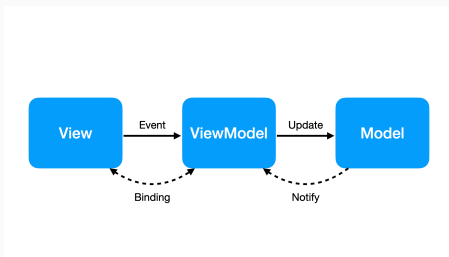 Event
Update
View
ViewModel
Model
Binding
Notify